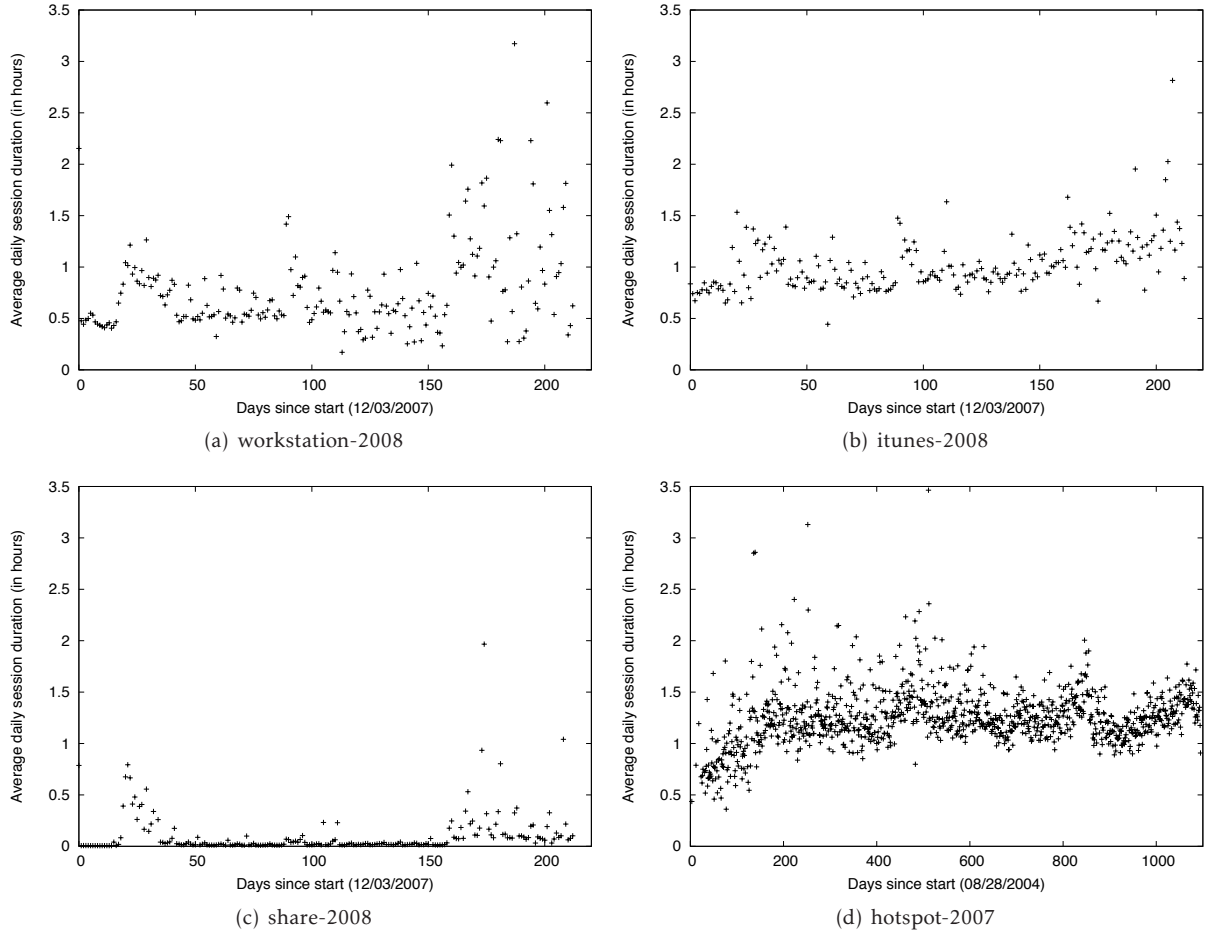 3.5
3
2.5
2
1.5
1
0.5
0
Average daily session duration (in hours)
0 50 100 150 200
Days since start (12/03/2007)
(a) workstation-2008
3.5
3
2.5
2
1.5
1
0.5
0
Average daily session duration (in hours)
0 50 100 150 200
Days since start (12/03/2007)
(b) itunes-2008
3.5
3
2.5
2
1.5
1
0.5
0
Average daily session duration (in hours)
0 50 100 150 200
Days since start (12/03/2007)
(c) share-2008
3.5
3
2.5
2
1.5
1
0.5
0
Average daily session duration (in hours)
0 200 400 600 800 1000
Days since start (08/28/2004)
(d) hotspot-2007